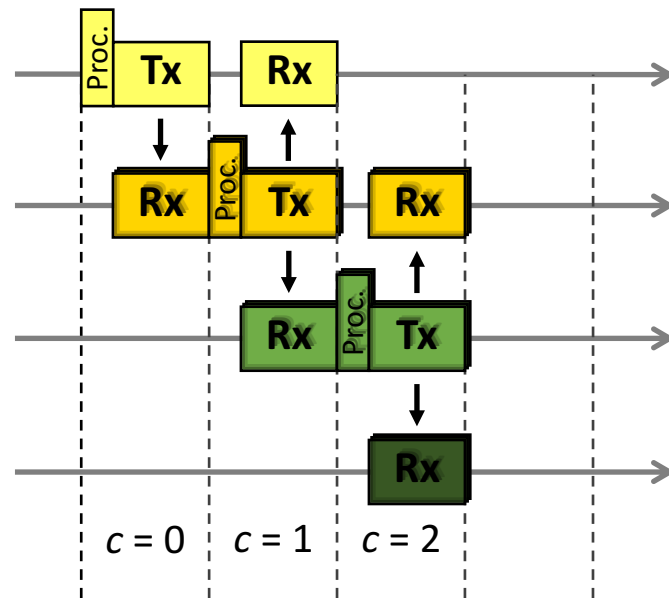 Proc. Tx Rx
Rx Proc. Tx Rx
Rx Proc. Tx
Rx
c = 0 c = 1 c = 2